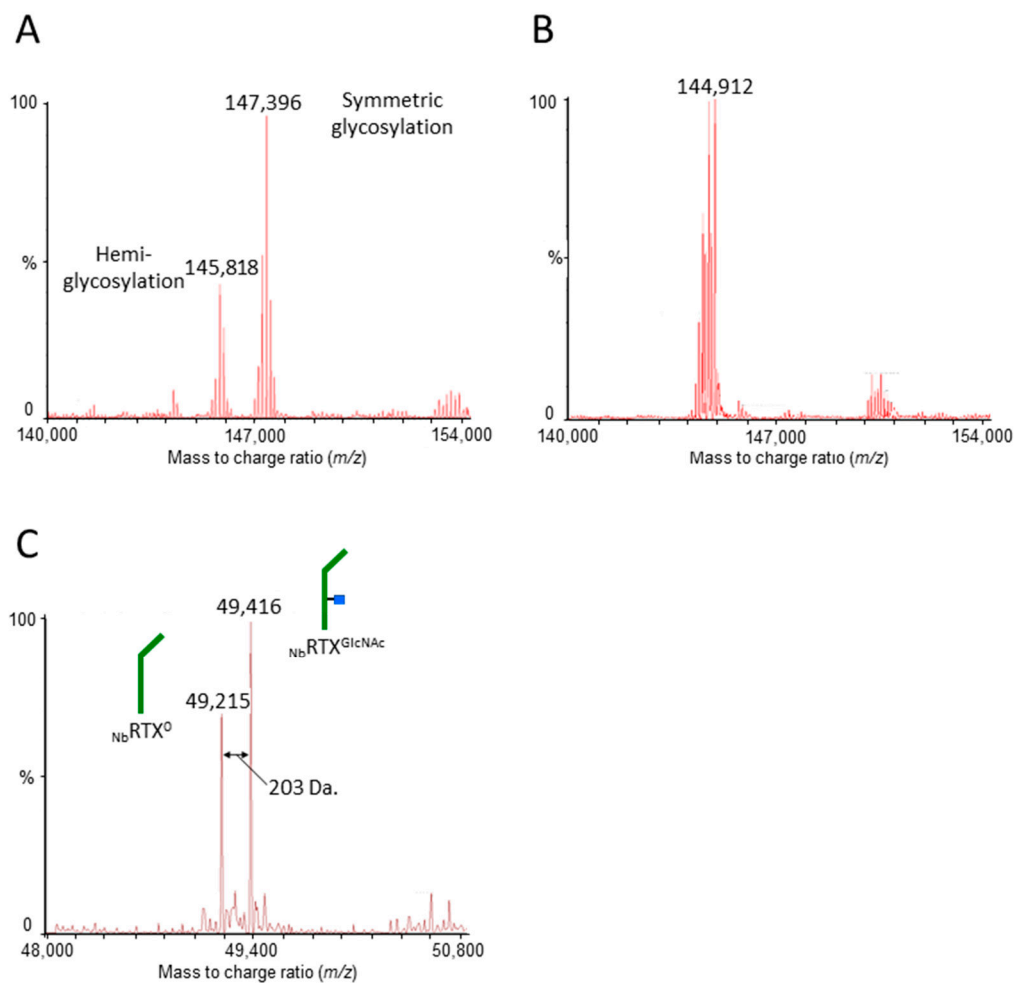 A
100
147,396
Symmetric
glycosylation
Hemi-
glycosylation
145,818
%
0
140,000
147,000
154,000
Mass to charge ratio (m/z)
B
100
144,912
%
0
140,000
147,000
154,000
Mass to charge ratio (m/z)
C
100
49,416
NbRTXGlcNAc
49,215
NbRTX0
203 Da.
%
0
48,000
49,400
50,800
Mass to charge ratio (m/z)